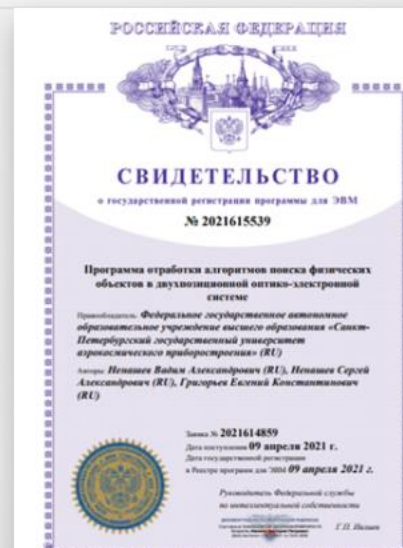 РОССИЙСКАЯ ФЕДЕРАЦИЯ
СВИДЕТЕЛЬСТВО
о государственной регистрации программы для ЭВМ
№ 2021615539
Программа отработки алгоритмов поиска физических
объектов в двухпозиционной оптико-электронной
системе
Правообладатель: Федеральное государственное автономное
образовательное учреждение высшего образования «Санкт-
Петербургский государственный университет
аэрокосмического приборостроения» (RU)
Авторы: Ненашев Вадим Александрович (RU), Ненашев Сергей
Александрович (RU), Григорьев Евгений Константинович
(RU)
Заявка № 2021614859
Дата поступления 09 апреля 2021 г.
Дата государственной регистрации
в Реестре программ для ЭВМ 09 апреля 2021 г.
Руководитель Федеральной службы
по интеллектуальной собственности
Г.П. Ивлиев